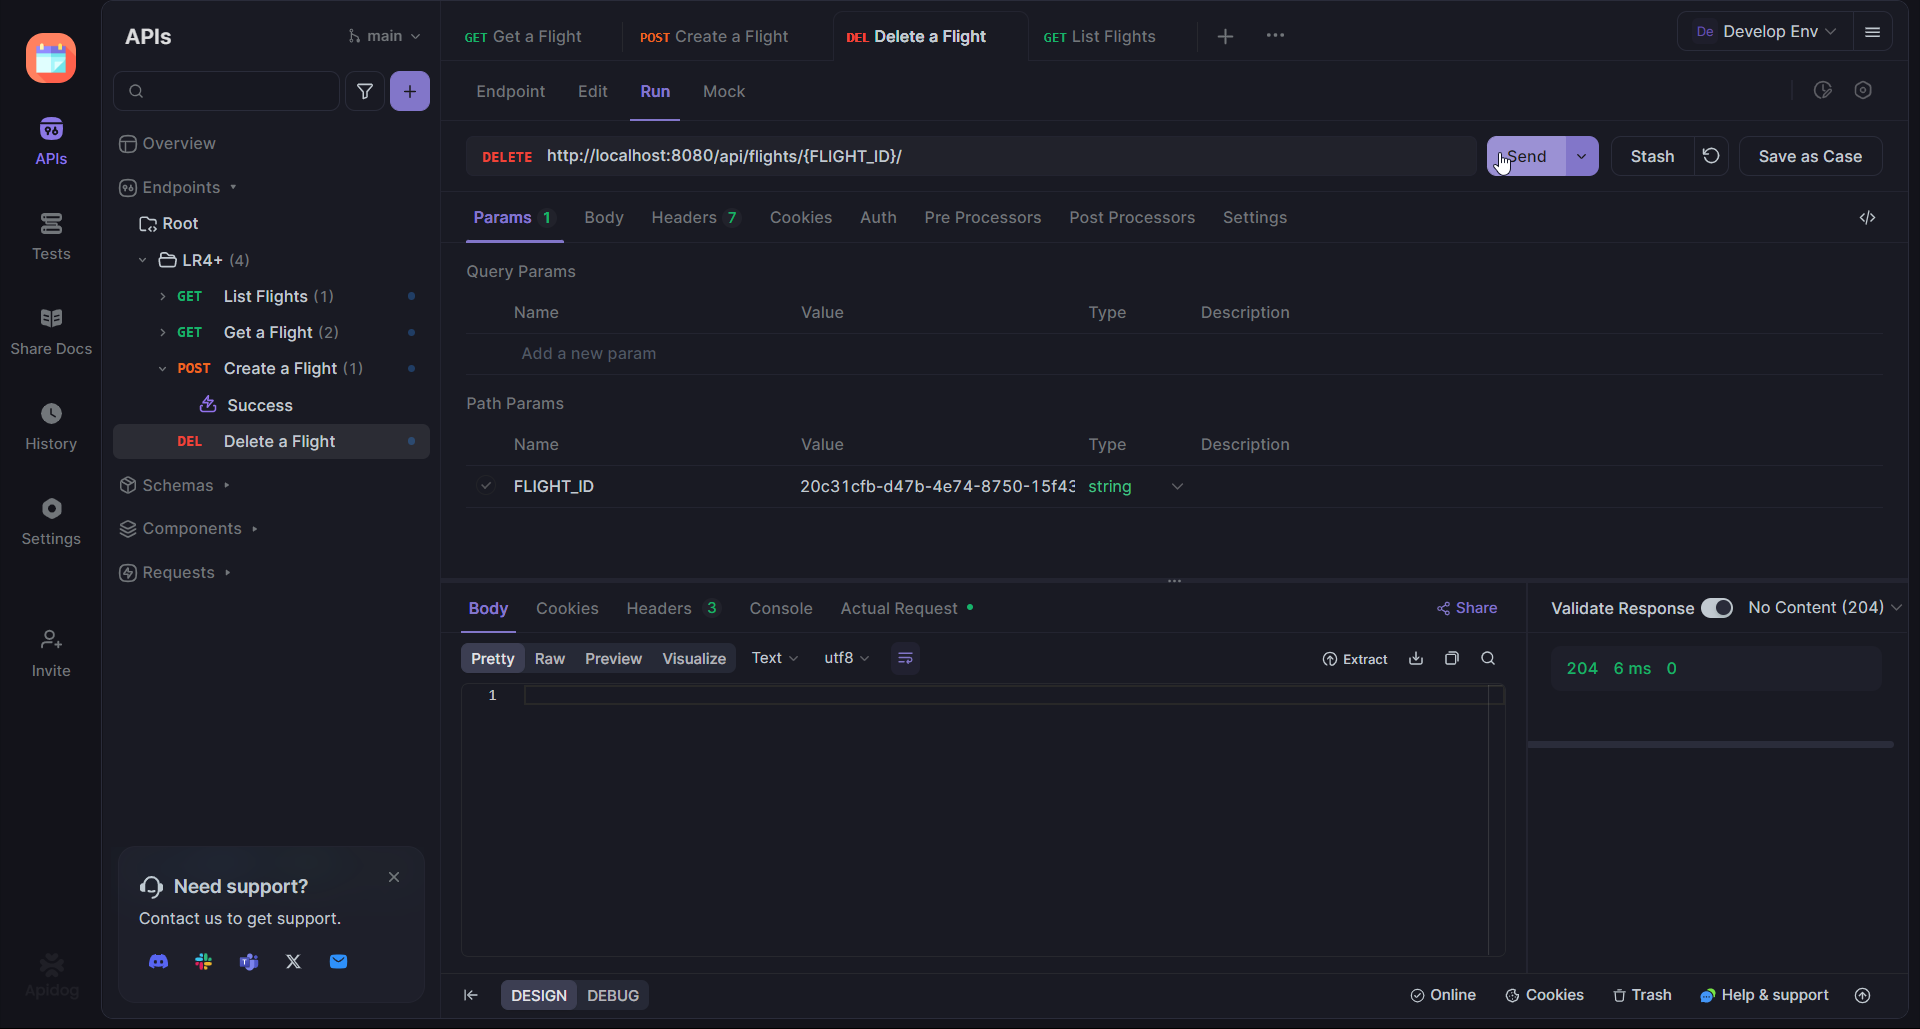 APIs
main
GET Get a Flight
POST Create a Flight
DEL Delete a Flight
GET List Flights
De Develop Env
APIs
Tests
Share Docs
History
Settings
Invite
Apidog
Overview
Endpoints
Root
LR4+ (4)
GET List Flights (1)
GET Get a Flight (2)
POST Create a Flight (1)
Success
DEL Delete a Flight
Schemas
Components
Requests
Need support?
Contact us to get support.
Endpoint Edit Run Mock
DELETE http://localhost:8080/api/flights/{FLIGHT_ID}/
Send
Stash
Save as Case
Params 1 Body Headers 7 Cookies Auth Pre Processors Post Processors Settings
Query Params
Name Value Type Description
Add a new param
Path Params
Name Value Type Description
FLIGHT_ID 20c31cfb-d47b-4e74-8750-15f43 string
Body Cookies Headers 3 Console Actual Request
Share
Pretty Raw Preview Visualize Text utf8
Extract
1
Validate Response No Content (204)
204 6 ms 0
DESIGN DEBUG
Online Cookies Trash Help & support